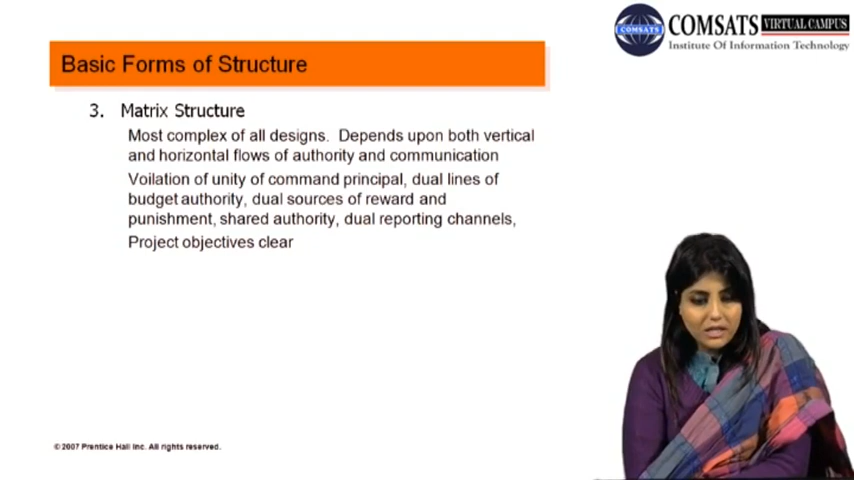 COMSATS VIRTUAL CAMPUS
COMSATS
Institute Of Information Technology
Basic Forms of Structure
3. Matrix Structure
Most complex of all designs. Depends upon both vertical
and horizontal flows of authority and communication
Voilation of unity of command principal, dual lines of
budget authority, dual sources of reward and
punishment, shared authority, dual reporting channels,
Project objectives clear
© 2007 Prentice Hall Inc. All rights reserved.